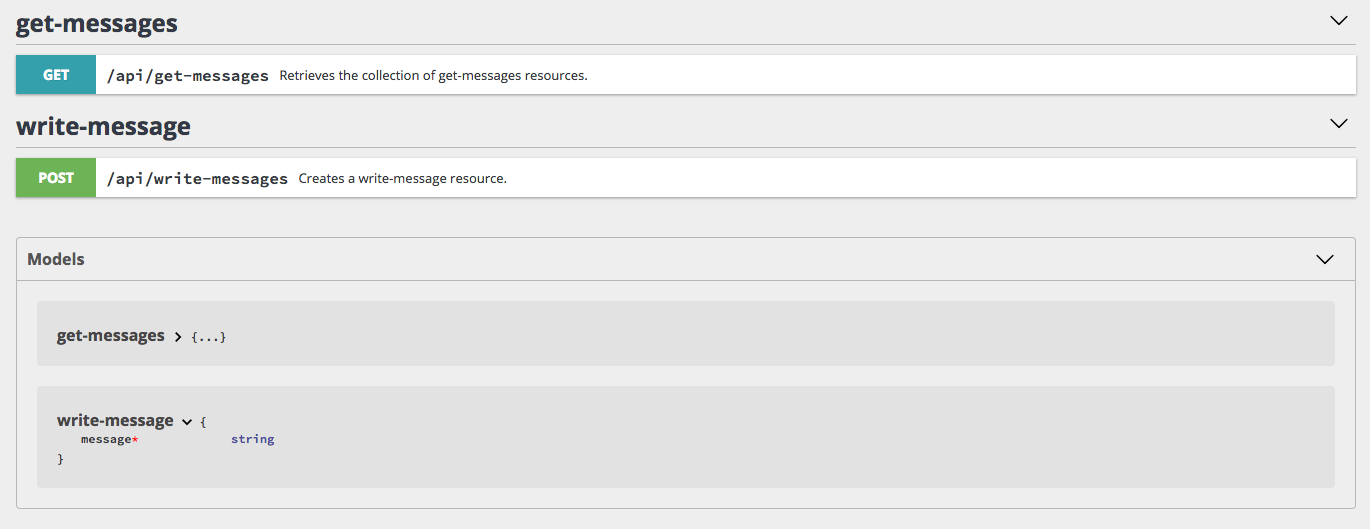 get-messages
GET /api/get-messages Retrieves the collection of get-messages resources.
write-message
POST /api/write-messages Creates a write-message resource.
Models
get-messages > {...}
write-message {
message* string
}